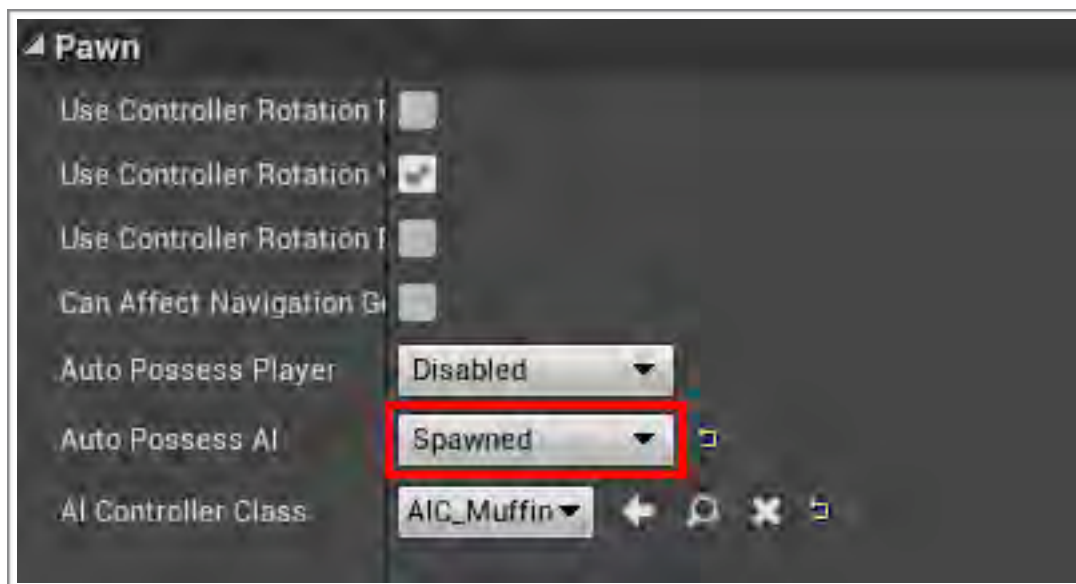 Pawn
Use Controller Rotation
Use Controller Rotation
Use Controller Rotation
Can Affect Navigation Ge
Auto Possess Player Disabled
Auto Possess AI Spawned
AI Controller Class AIC_Muffin